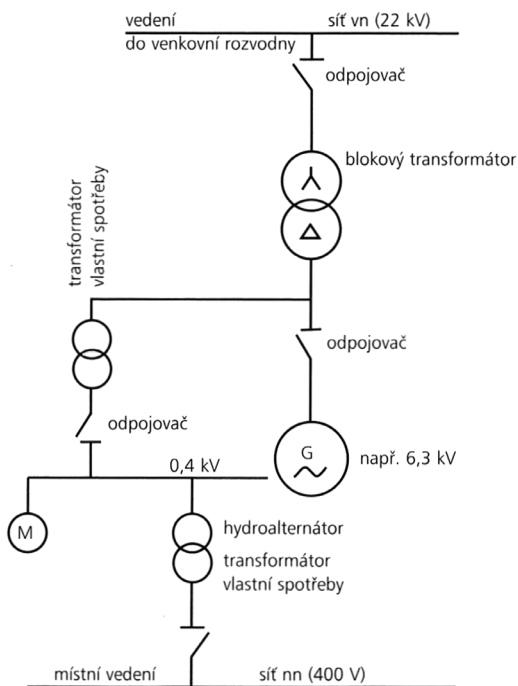 vedení síť vn (22 kV)
do venkovní rozvodny
odpojovač
blokový transformátor
transformátor
vlastní spotřeby
odpojovač
odpojovač
G
např. 6,3 kV
0,4 kV
M
hydroalternátor
transformátor
vlastní spotřeby
místní vedení síť nn (400 V)